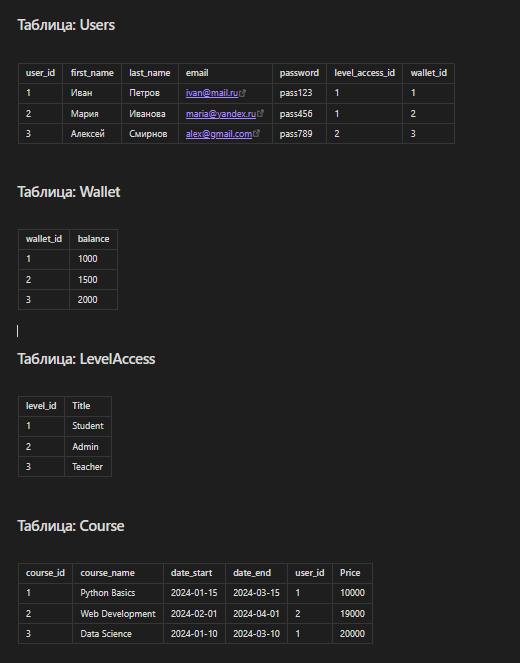 Таблица: Users
user_id first_name last_name email password level_access_id wallet_id
1 Иван Петров ivan@mail.ru pass123 1 1
2 Мария Иванова maria@yandex.ru pass456 1 2
3 Алексей Смирнов alex@gmail.com pass789 2 3
Таблица: Wallet
wallet_id balance
1 1000
2 1500
3 2000
Таблица: LevelAccess
level_id Title
1 Student
2 Admin
3 Teacher
Таблица: Course
course_id course_name date_start date_end user_id Price
1 Python Basics 2024-01-15 2024-03-15 1 10000
2 Web Development 2024-02-01 2024-04-01 2 19000
3 Data Science 2024-01-10 2024-03-10 1 20000